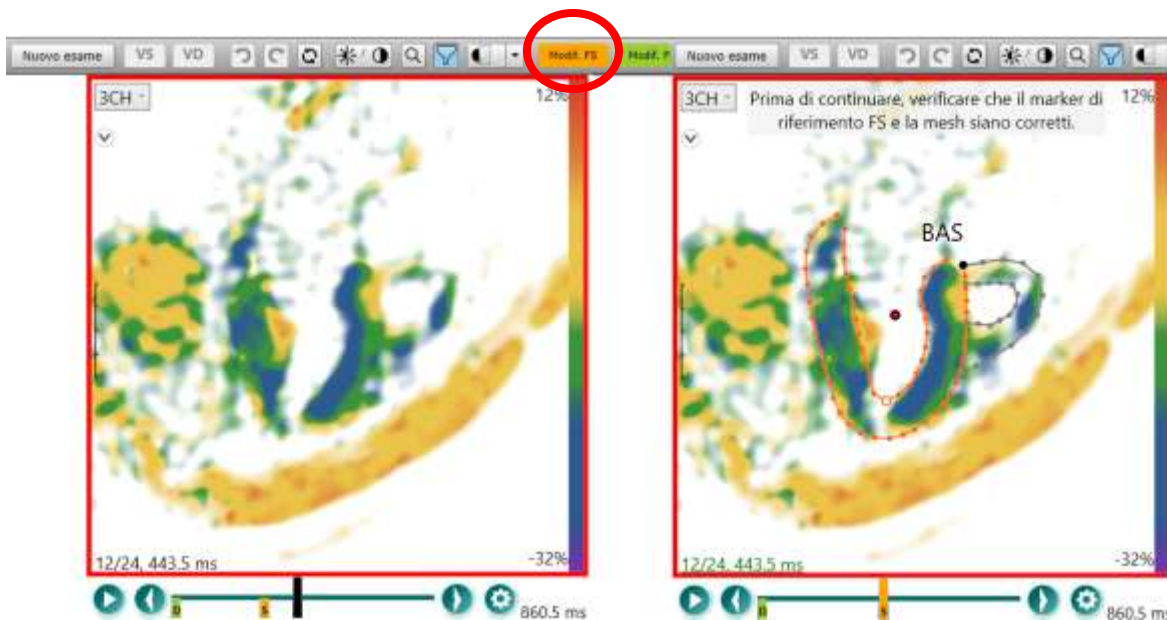 Nuovo esame VS VD Modif. FS Modif. F Nuovo esame VS VD
3CH 12%
3CH Prima di continuare, verificare che il marker di 12%
riferimento FS e la mesh siano corretti.
BAS
12/24, 443.5 ms -32%
12/24, 443.5 ms -32%
D S 860.5 ms
D S 860.5 ms